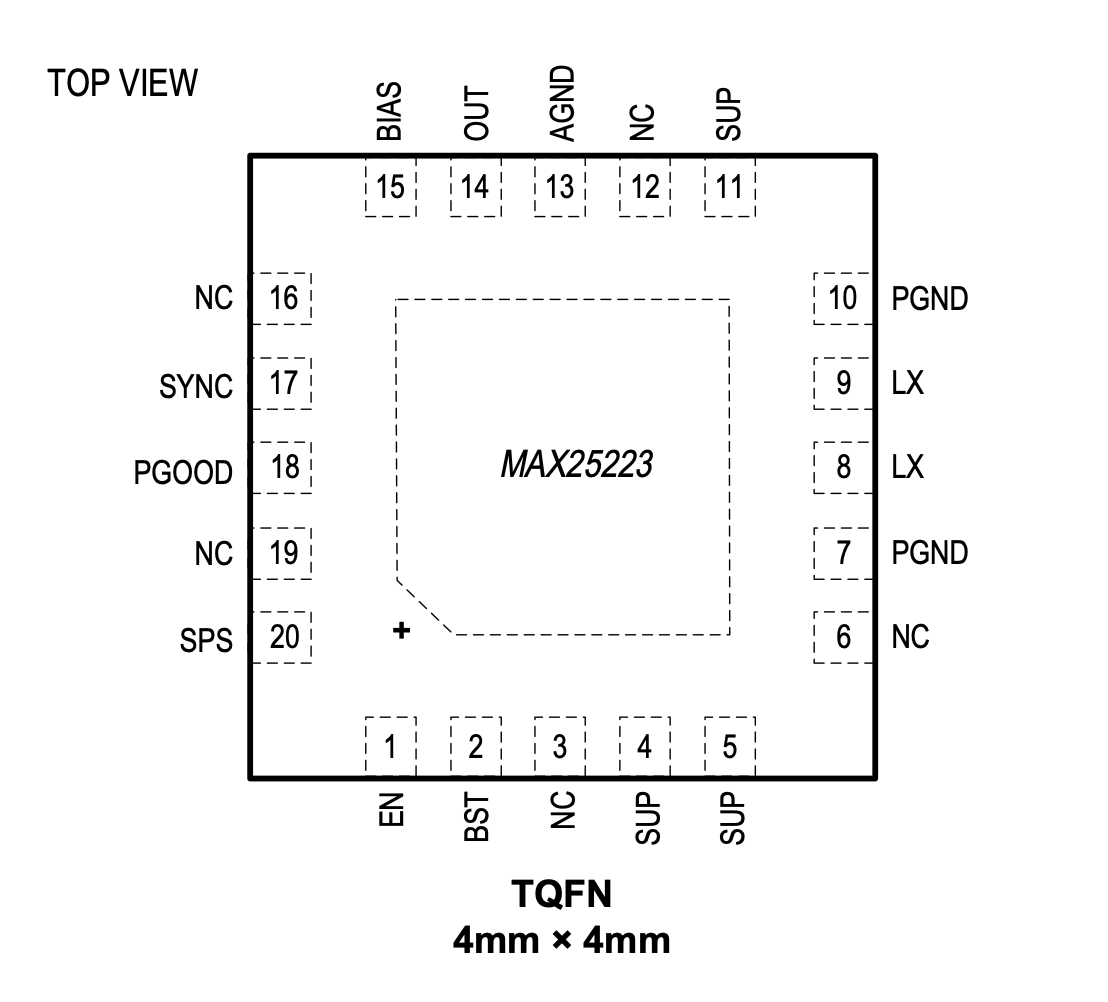 TOP VIEW
BIAS OUT AGND NC SUP
15 14 13 12 11
NC 16 10 PGND
SYNC 17 9 LX
MAX25223
PGOOD 18 8 LX
NC 19 7 PGND
SPS 20 6 NC
+
1 2 3 4 5
EN BST NC SUP SUP
TQFN
4mm × 4mm